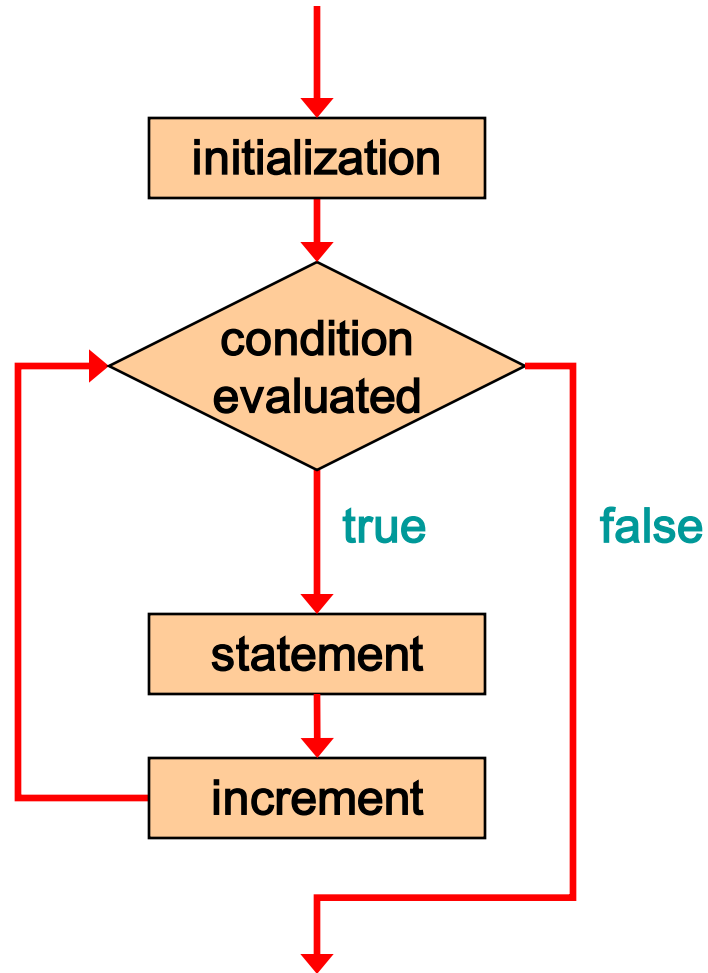 initialization
condition
evaluated
true
false
statement
increment